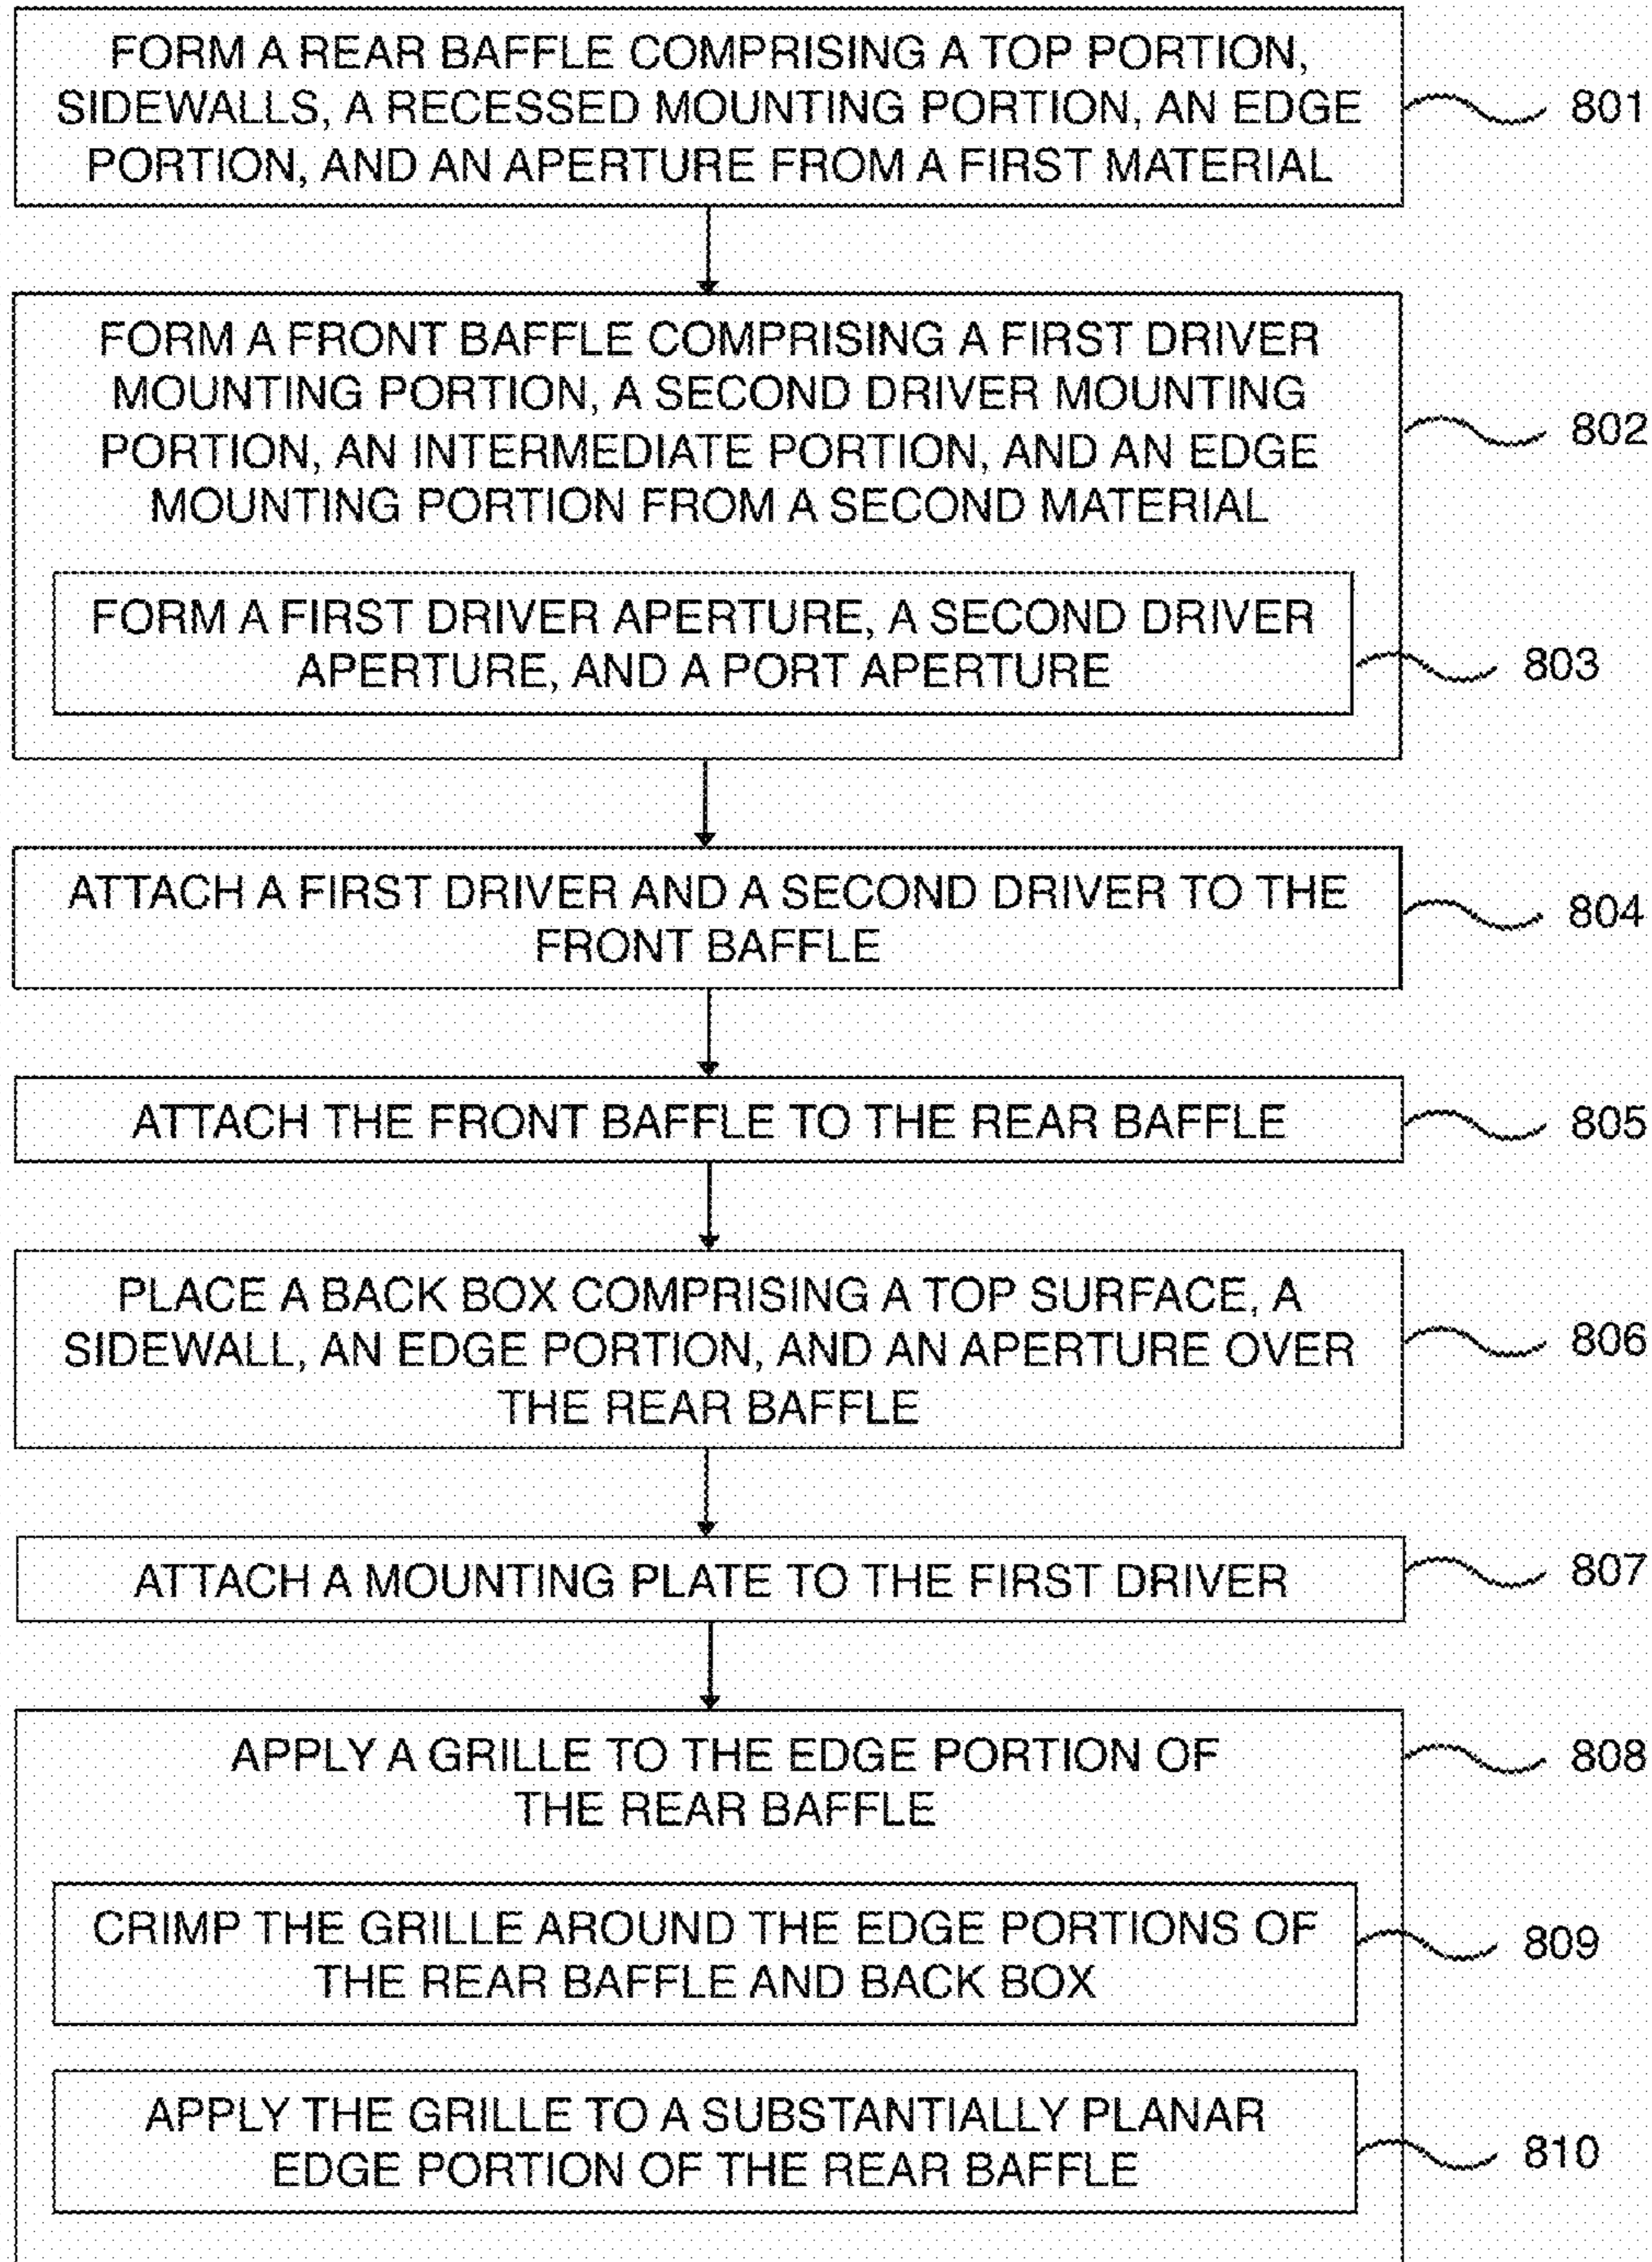 FORM A REAR BAFFLE COMPRISING A TOP PORTION,
SIDEWALLS, A RECESSED MOUNTING PORTION, AN EDGE
PORTION, AND AN APERTURE FROM A FIRST MATERIAL
801
FORM A FRONT BAFFLE COMPRISING A FIRST DRIVER
MOUNTING PORTION, A SECOND DRIVER MOUNTING
PORTION, AN INTERMEDIATE PORTION, AND AN EDGE
MOUNTING PORTION FROM A SECOND MATERIAL
802
FORM A FIRST DRIVER APERTURE, A SECOND DRIVER
APERTURE, AND A PORT APERTURE
803
ATTACH A FIRST DRIVER AND A SECOND DRIVER TO THE
FRONT BAFFLE
804
ATTACH THE FRONT BAFFLE TO THE REAR BAFFLE
805
PLACE A BACK BOX COMPRISING A TOP SURFACE, A
SIDEWALL, AN EDGE PORTION, AND AN APERTURE OVER
THE REAR BAFFLE
806
ATTACH A MOUNTING PLATE TO THE FIRST DRIVER
807
APPLY A GRILLE TO THE EDGE PORTION OF
THE REAR BAFFLE
808
CRIMP THE GRILLE AROUND THE EDGE PORTIONS OF
THE REAR BAFFLE AND BACK BOX
809
APPLY THE GRILLE TO A SUBSTANTIALLY PLANAR
EDGE PORTION OF THE REAR BAFFLE
810